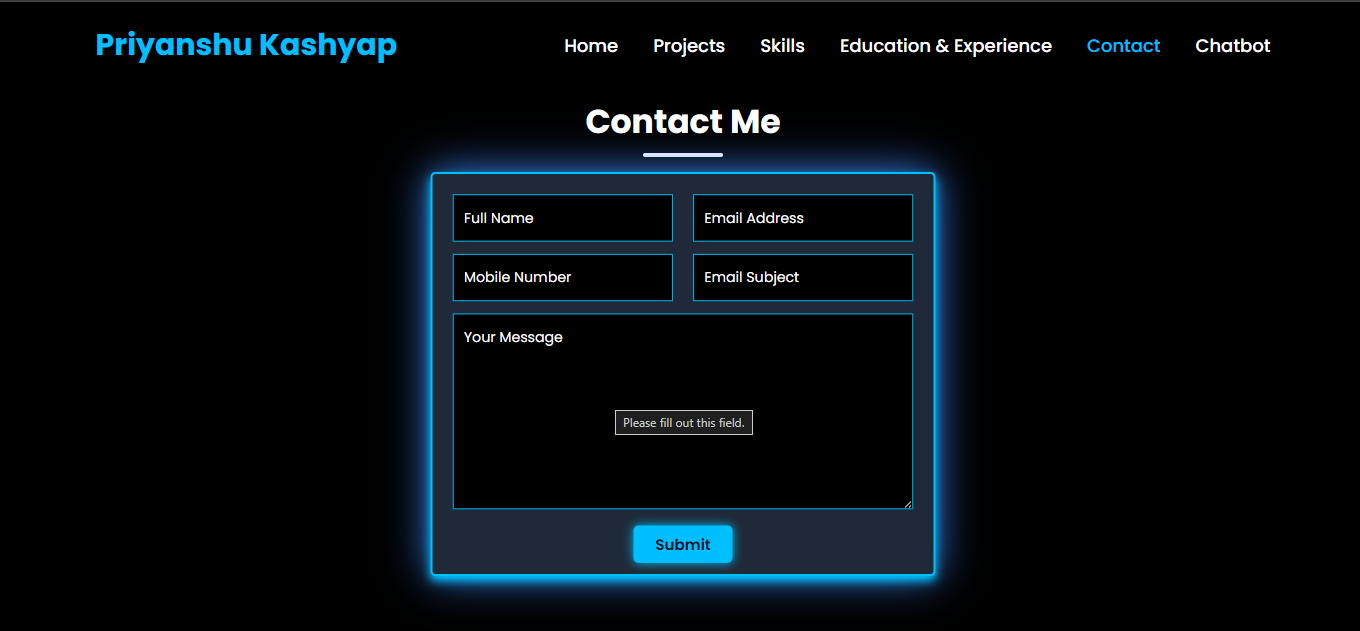 Priyanshu Kashyap
Home Projects Skills Education & Experience Contact Chatbot
Contact Me
Full Name
Email Address
Mobile Number
Email Subject
Your Message
Please fill out this field.
Submit